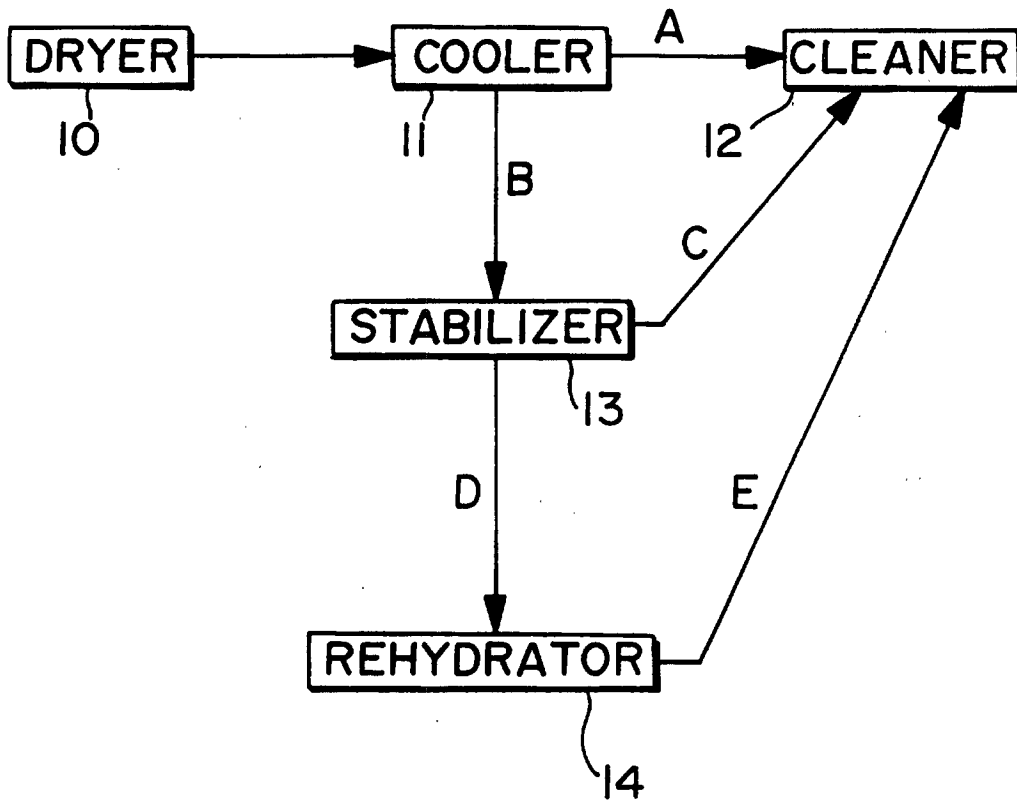 DRYER
COOLER
A
CLEANER
10
11
12
B
C
STABILIZER
13
D
E
REHYDRATOR
14